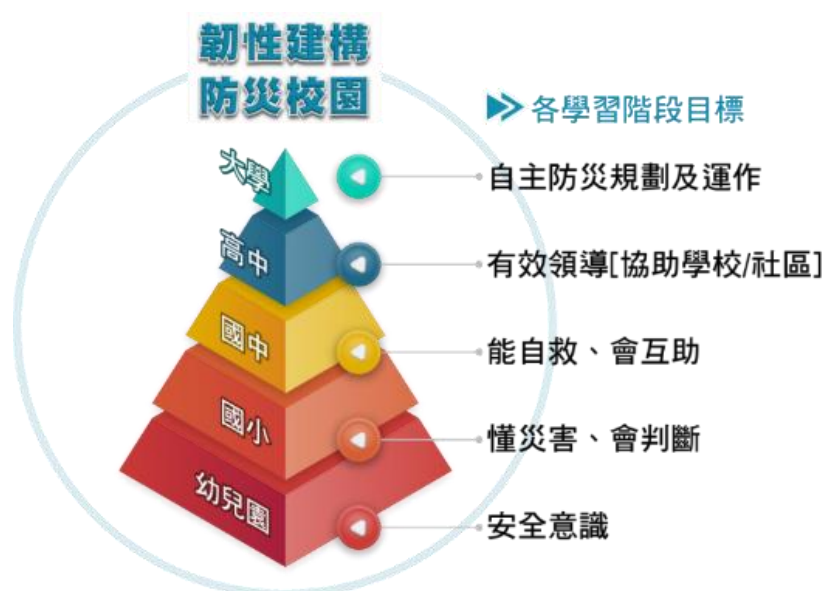 韌性建構
防災校園
各學習階段目標
大學
自主防災規劃及運作
高中
有效領導[協助學校/社區]
國中
能自救、會互助
國小
懂災害、會判斷
幼兒園
安全意識